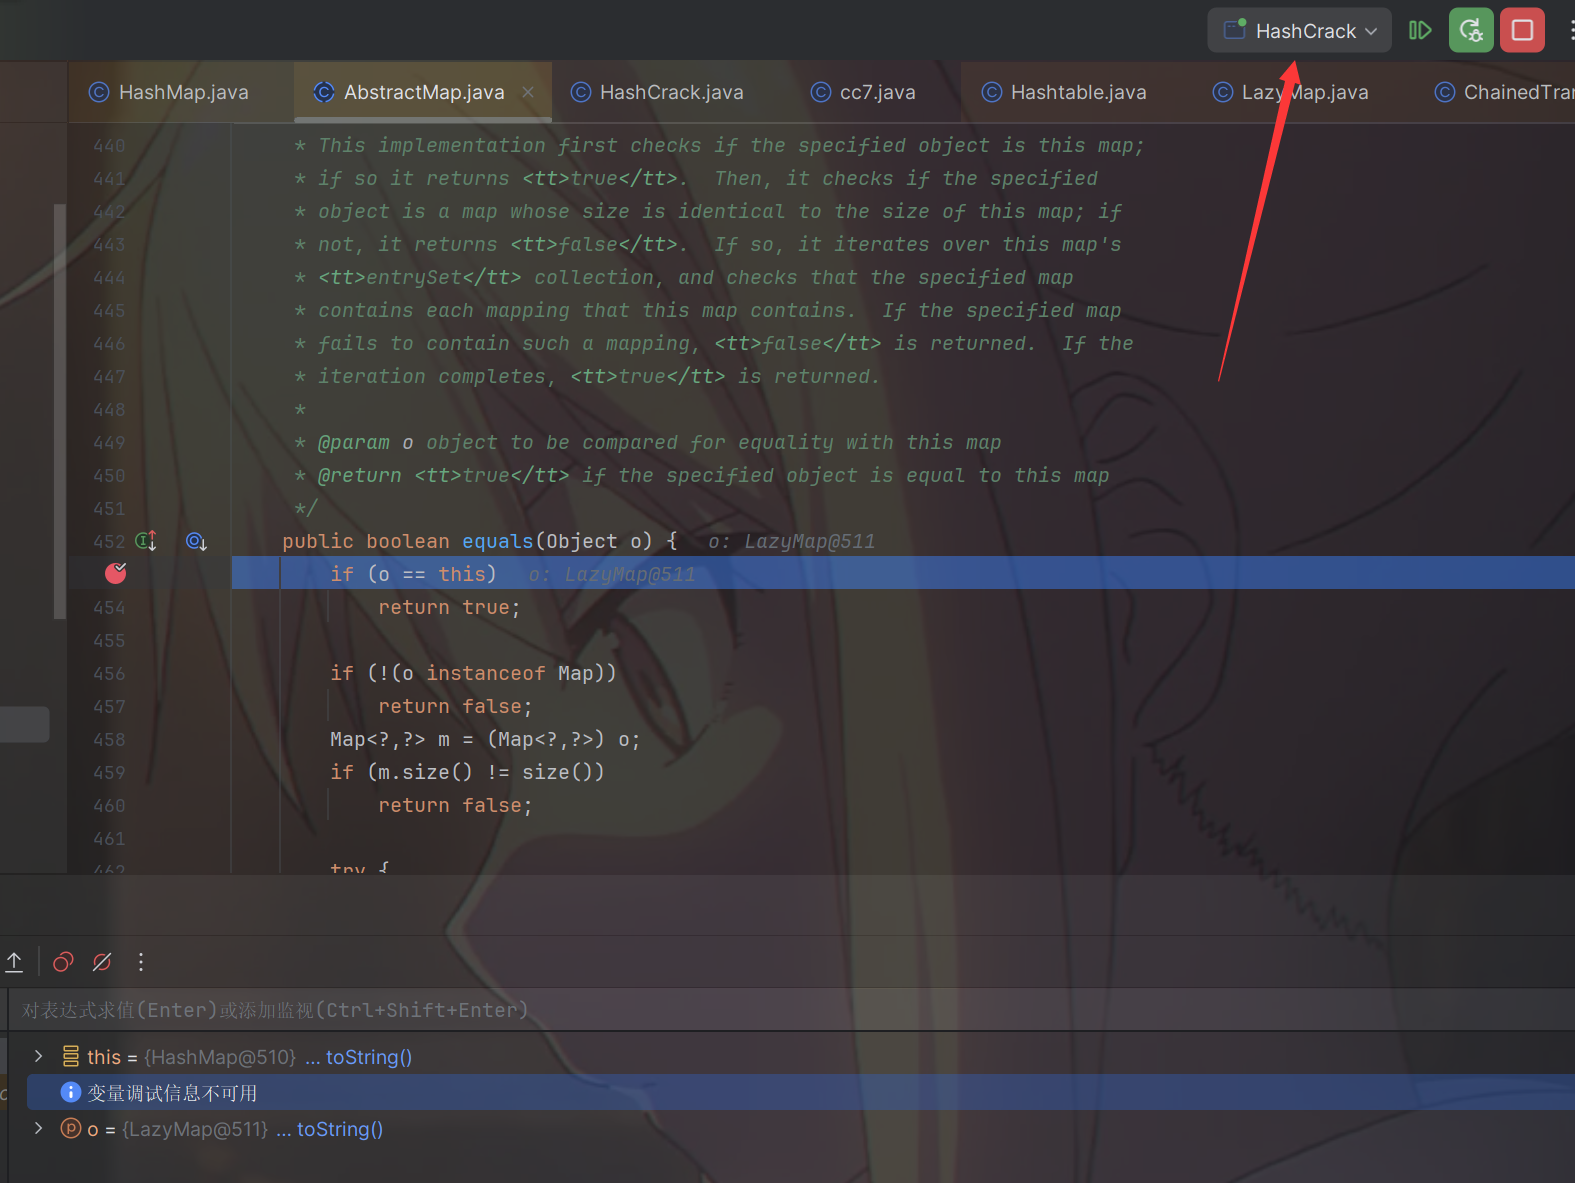 HashCrack
HashMap.java AbstractMap.java HashCrack.java cc7.java Hashtable.java LazyMap.java ChainedTran
440 * This implementation first checks if the specified object is this map;
441 * if so it returns <tt>true</tt>. Then, it checks if the specified
442 * object is a map whose size is identical to the size of this map; if
443 * not, it returns <tt>false</tt>. If so, it iterates over this map's
444 * <tt>entrySet</tt> collection, and checks that the specified map
445 * contains each mapping that this map contains. If the specified map
446 * fails to contain such a mapping, <tt>false</tt> is returned. If the
447 * iteration completes, <tt>true</tt> is returned.
448 *
449 * @param o object to be compared for equality with this map
450 * @return <tt>true</tt> if the specified object is equal to this map
451 */
452 public boolean equals(Object o) { o: LazyMap@511
if (o == this) o: LazyMap@511
454 return true;
455
456 if (!(o instanceof Map))
457 return false;
458 Map<?,?> m = (Map<?,?>) o;
459 if (m.size() != size())
460 return false;
461
462 try {
对表达式求值(Enter)或添加监视(Ctrl+Shift+Enter)
this = {HashMap@510} ... toString()
变量调试信息不可用
o = {LazyMap@511} ... toString()